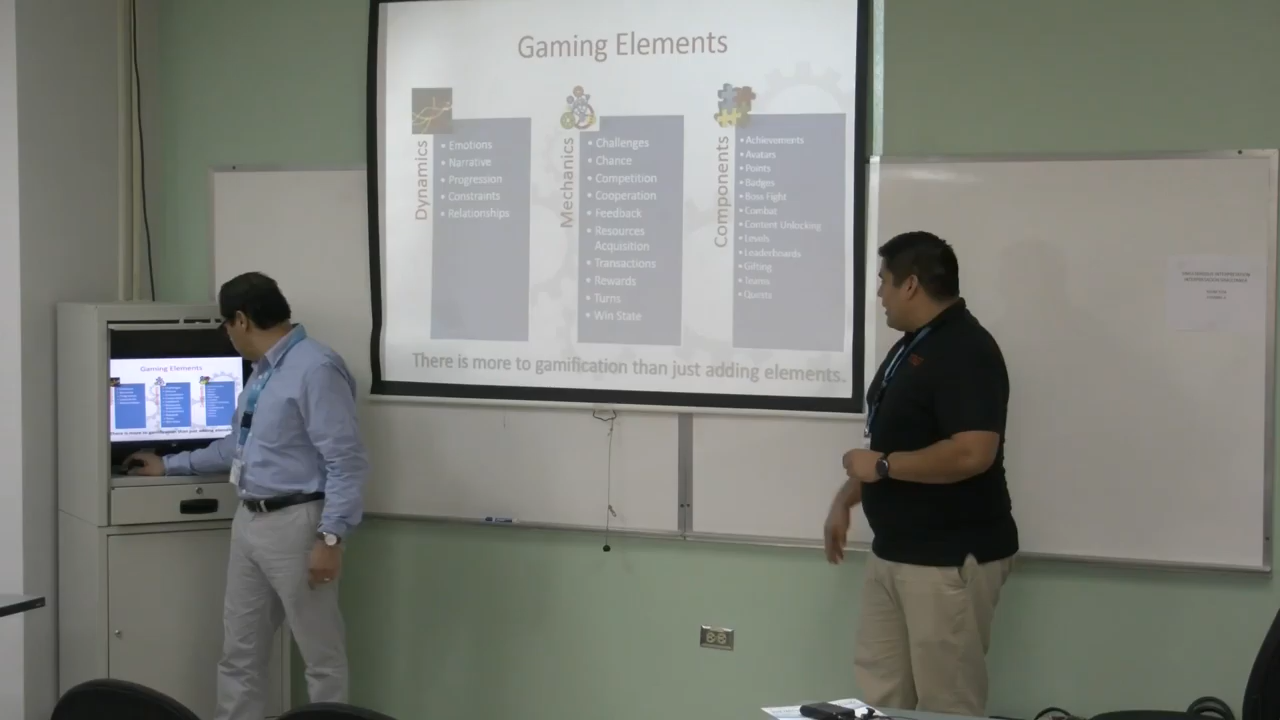 Gaming Elements
Dynamics
• Emotions
• Narrative
• Progression
• Constraints
• Relationships
Mechanics
• Challenges
• Chance
• Competition
• Cooperation
• Feedback
• Resources
Acquisition
• Transactions
• Rewards
• Turns
• Win State
Components
• Achievements
• Avatars
• Points
• Badges
• Boss Fight
• Combat
• Content Unlocking
• Levels
• Leaderboards
• Gifting
• Teams
• Quests
There is more to gamification than just adding elements.
Gaming Elements